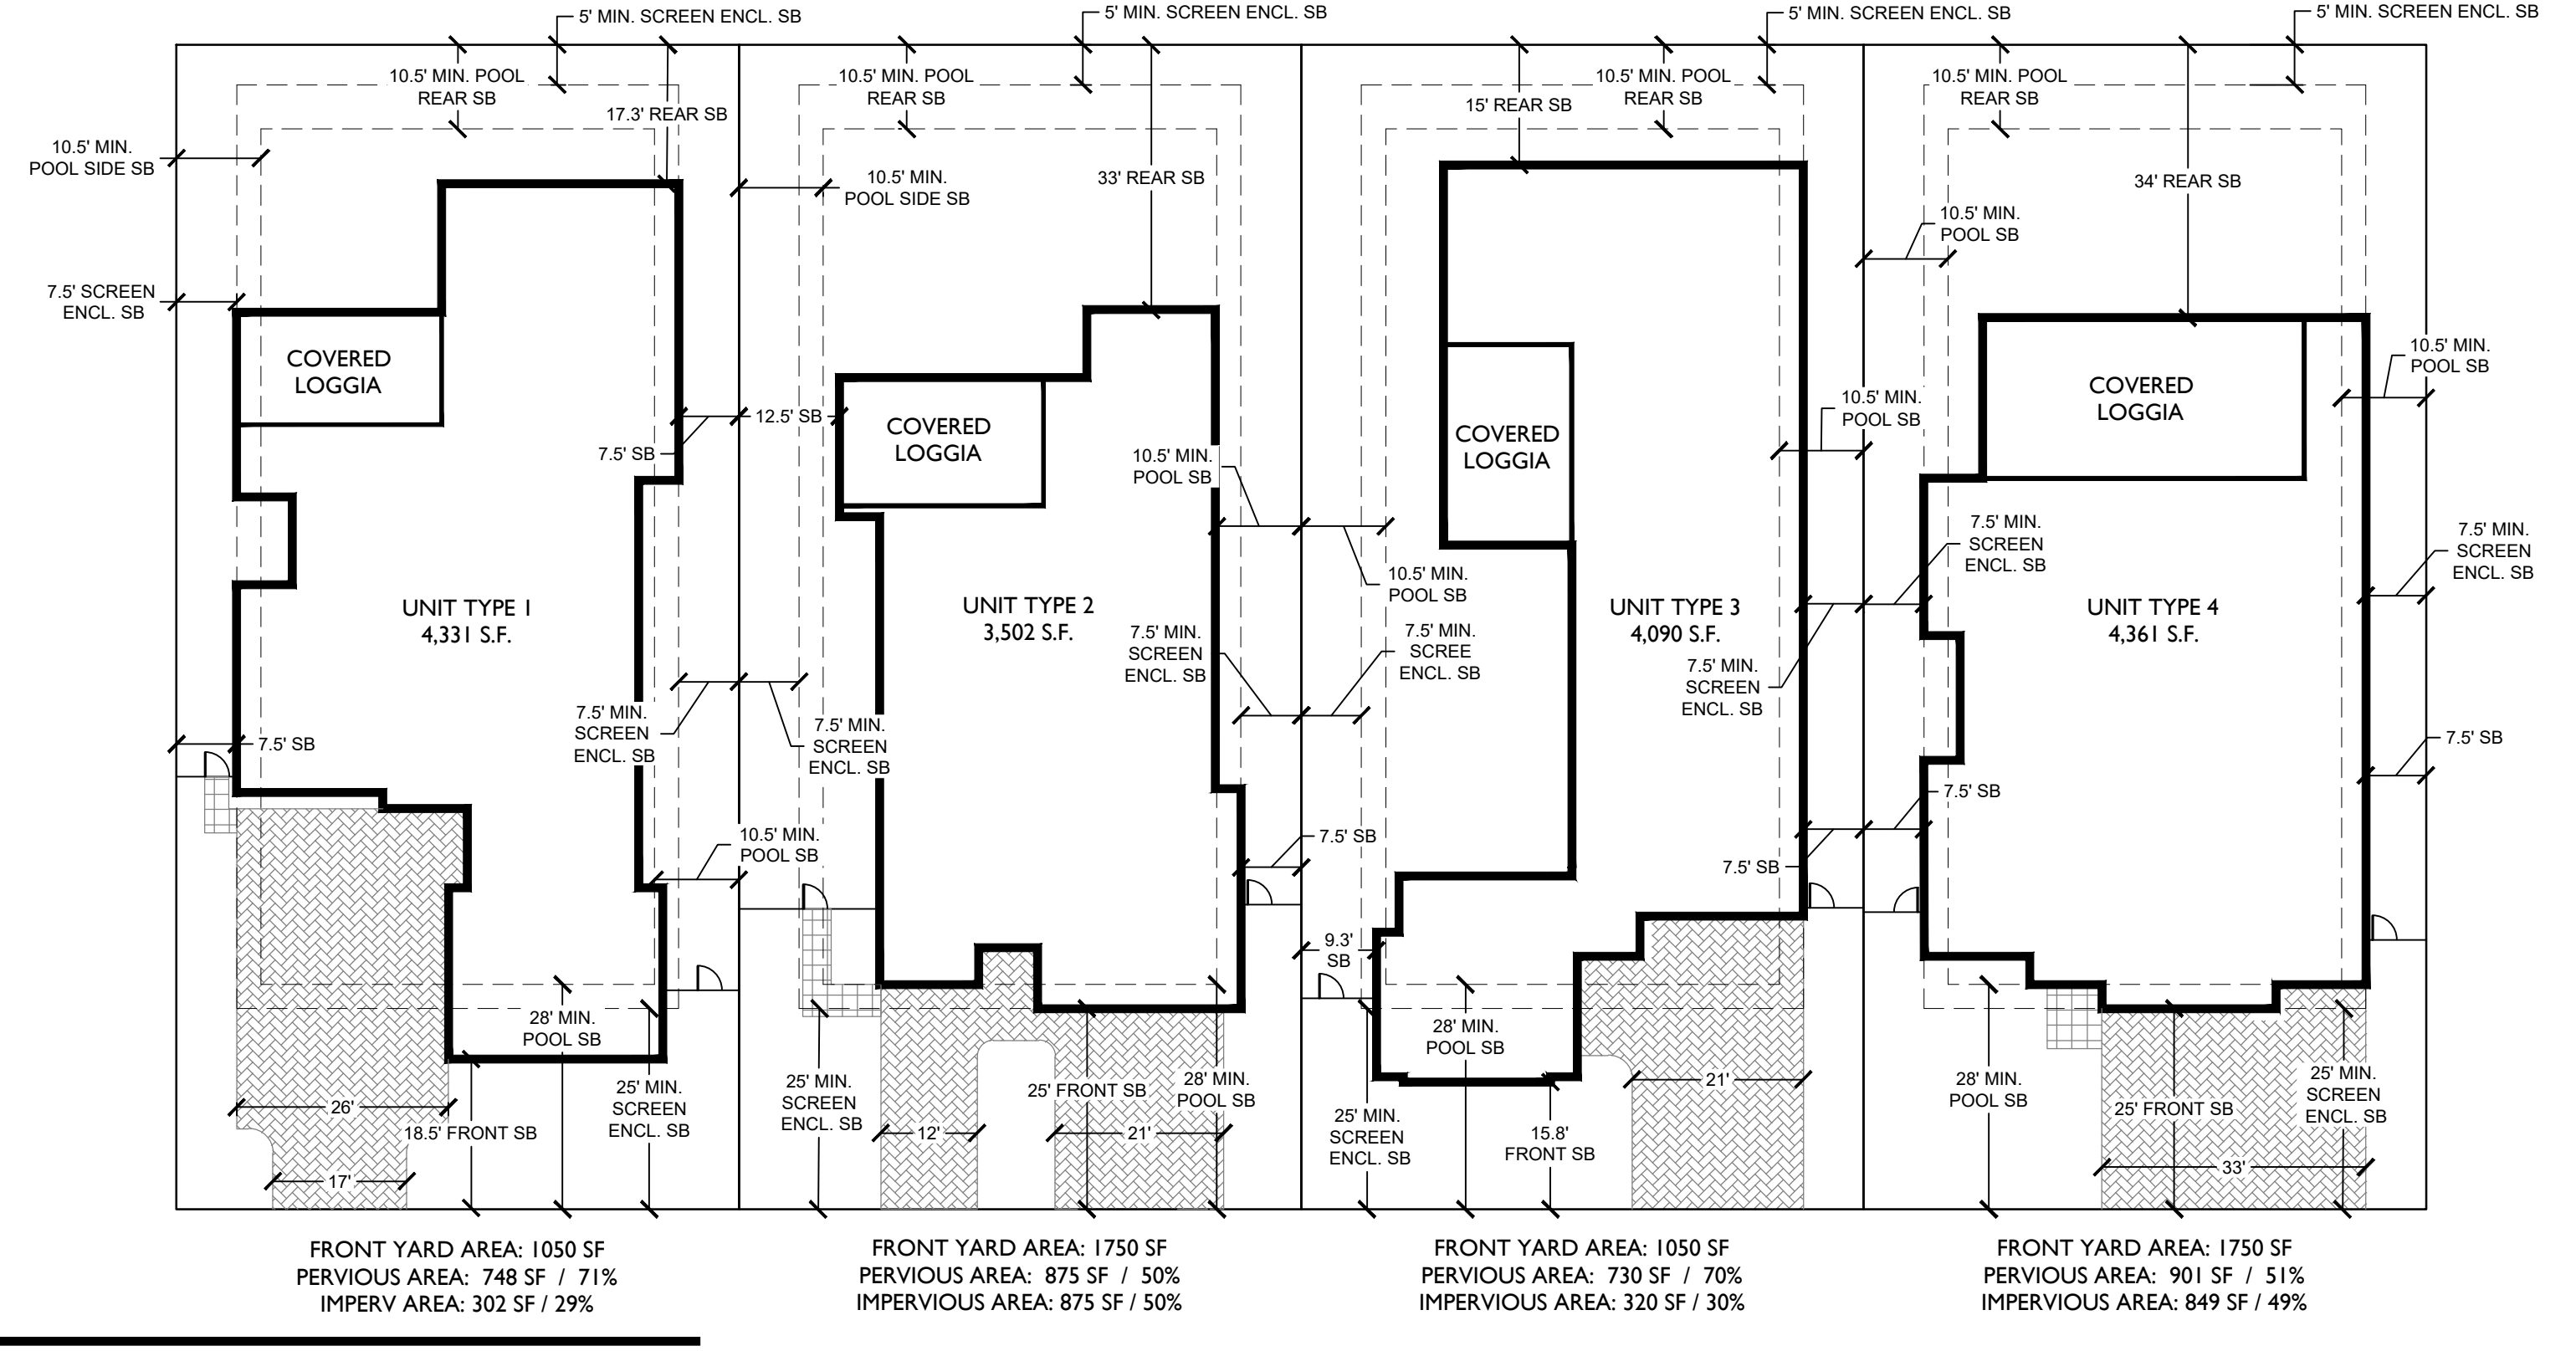 5' MIN. SCREEN ENCL. SB
5' MIN. SCREEN ENCL. SB
5' MIN. SCREEN ENCL. SB
5' MIN. SCREEN ENCL. SB
10.5' MIN. POOL
REAR SB
17.3' REAR SB
10.5' MIN.
POOL SIDE SB
7.5' SCREEN
ENCL. SB
COVERED
LOGGIA
7.5' SB
UNIT TYPE 1
4,331 S.F.
7.5' MIN.
SCREEN
ENCL. SB
7.5' SB
10.5' MIN.
POOL SB
28' MIN.
POOL SB
25' MIN.
SCREEN
ENCL. SB
26'
18.5' FRONT SB
17'
10.5' MIN. POOL
REAR SB
10.5' MIN.
POOL SIDE SB
33' REAR SB
12.5' SB
COVERED
LOGGIA
10.5' MIN.
POOL SB
UNIT TYPE 2
3,502 S.F.
7.5' MIN.
SCREEN
ENCL. SB
7.5' MIN.
SCREEN
ENCL. SB
7.5' SB
25' MIN.
SCREEN
ENCL. SB
25' FRONT SB
28' MIN.
POOL SB
12'
21'
15' REAR SB
10.5' MIN. POOL
REAR SB
10.5' MIN.
POOL SB
COVERED
LOGGIA
10.5' MIN.
POOL SB
UNIT TYPE 3
4,090 S.F.
7.5' MIN.
SCREE
ENCL. SB
7.5' MIN.
SCREEN
ENCL. SB
7.5' SB
9.3'
SB
28' MIN.
POOL SB
21'
25' MIN.
SCREEN
ENCL. SB
15.8'
FRONT SB
10.5' MIN. POOL
REAR SB
34' REAR SB
10.5' MIN.
POOL SB
10.5' MIN.
POOL SB
COVERED
LOGGIA
7.5' MIN.
SCREEN
ENCL. SB
7.5' MIN.
SCREEN
ENCL. SB
UNIT TYPE 4
4,361 S.F.
7.5' SB
7.5' SB
28' MIN.
POOL SB
25' FRONT SB
25' MIN.
SCREEN
ENCL. SB
33'
FRONT YARD AREA: 1050 SF
PERVIOUS AREA: 748 SF / 71%
IMPERV AREA: 302 SF / 29%
FRONT YARD AREA: 1750 SF
PERVIOUS AREA: 875 SF / 50%
IMPERVIOUS AREA: 875 SF / 50%
FRONT YARD AREA: 1050 SF
PERVIOUS AREA: 730 SF / 70%
IMPERVIOUS AREA: 320 SF / 30%
FRONT YARD AREA: 1750 SF
PERVIOUS AREA: 901 SF / 51%
IMPERVIOUS AREA: 849 SF / 49%